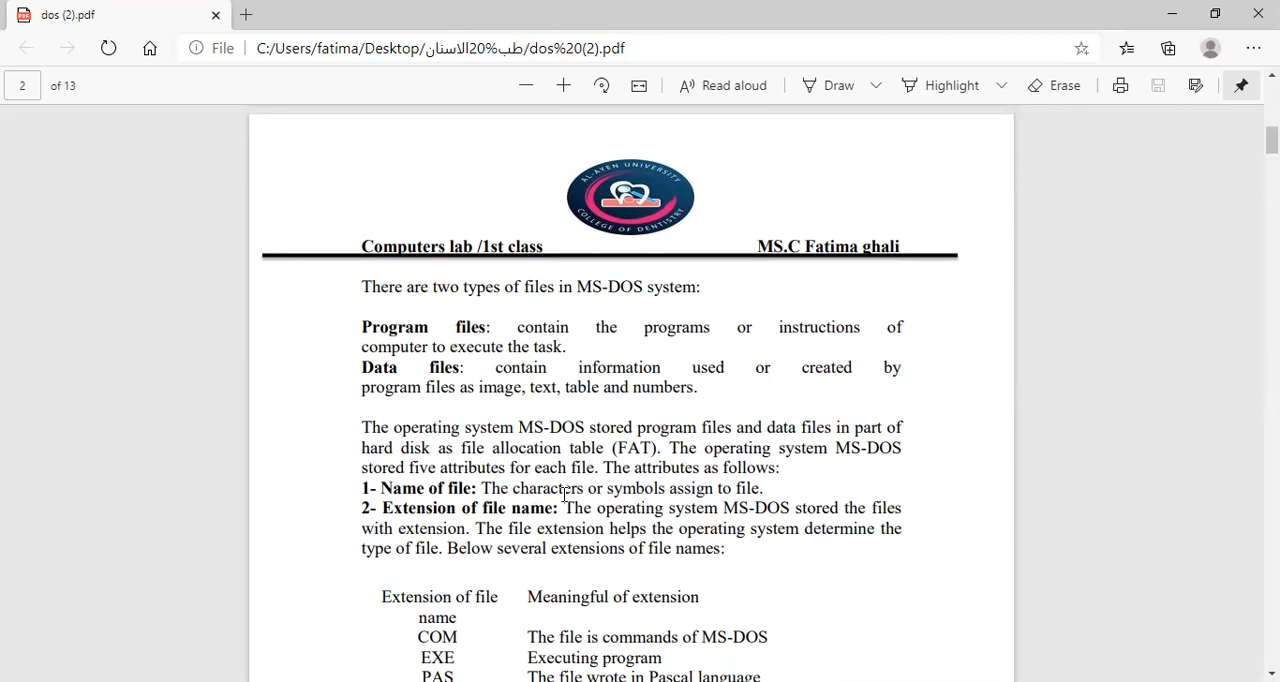 dos (2).pdf
File
C:/Users/fatima/Desktop/طب%20الاسنان/dos%20(2).pdf
2 of 13
Read aloud
Draw
Highlight
Erase
AL-AYEN UNIVERSITY
COLLEGE OF DENTISTRY
Computers lab /1st class MS.C Fatima ghali
There are two types of files in MS-DOS system:
Program files: contain the programs or instructions of
computer to execute the task.
Data files: contain information used or created by
program files as image, text, table and numbers.
The operating system MS-DOS stored program files and data files in part of
hard disk as file allocation table (FAT). The operating system MS-DOS
stored five attributes for each file. The attributes as follows:
1- Name of file: The characters or symbols assign to file.
2- Extension of file name: The operating system MS-DOS stored the files
with extension. The file extension helps the operating system determine the
type of file. Below several extensions of file names:
Extension of file Meaningful of extension
name
COM The file is commands of MS-DOS
EXE Executing program
PAS The file wrote in Pascal language